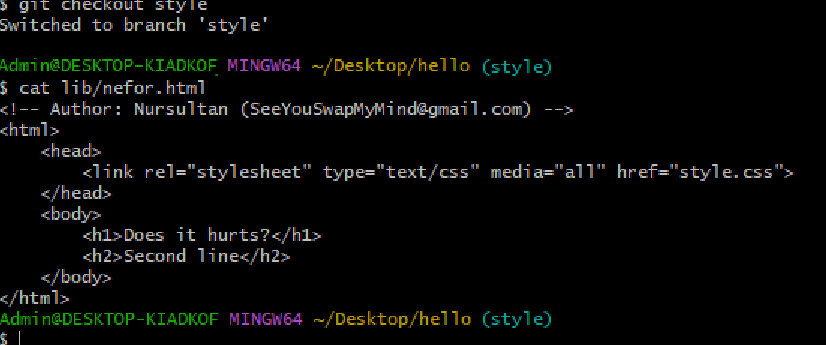 $ git checkout style
Switched to branch 'style'
Admin@DESKTOP-KIADKOF MINGW64 ~/Desktop/hello (style)
$ cat lib/nefor.html
<!-- Author: Nursultan (SeeYouSwapMyMind@gmail.com) -->
<html>
    <head>
        <link rel="stylesheet" type="text/css" media="all" href="style.css">
    </head>
    <body>
        <h1>Does it hurts?</h1>
        <h2>Second line</h2>
    </body>
</html>
Admin@DESKTOP-KIADKOF MINGW64 ~/Desktop/hello (style)
$